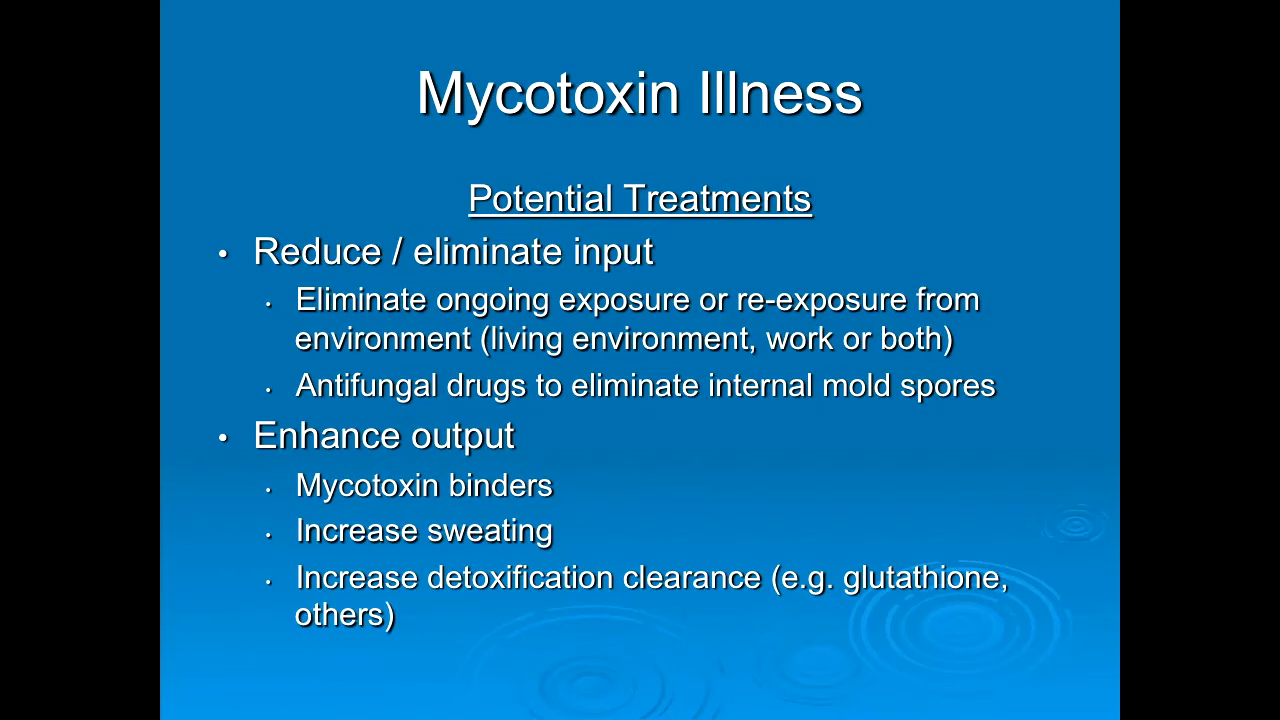 Mycotoxin Illness
Potential Treatments
• Reduce / eliminate input
• Eliminate ongoing exposure or re-exposure from
environment (living environment, work or both)
• Antifungal drugs to eliminate internal mold spores
• Enhance output
• Mycotoxin binders
• Increase sweating
• Increase detoxification clearance (e.g. glutathione,
others)